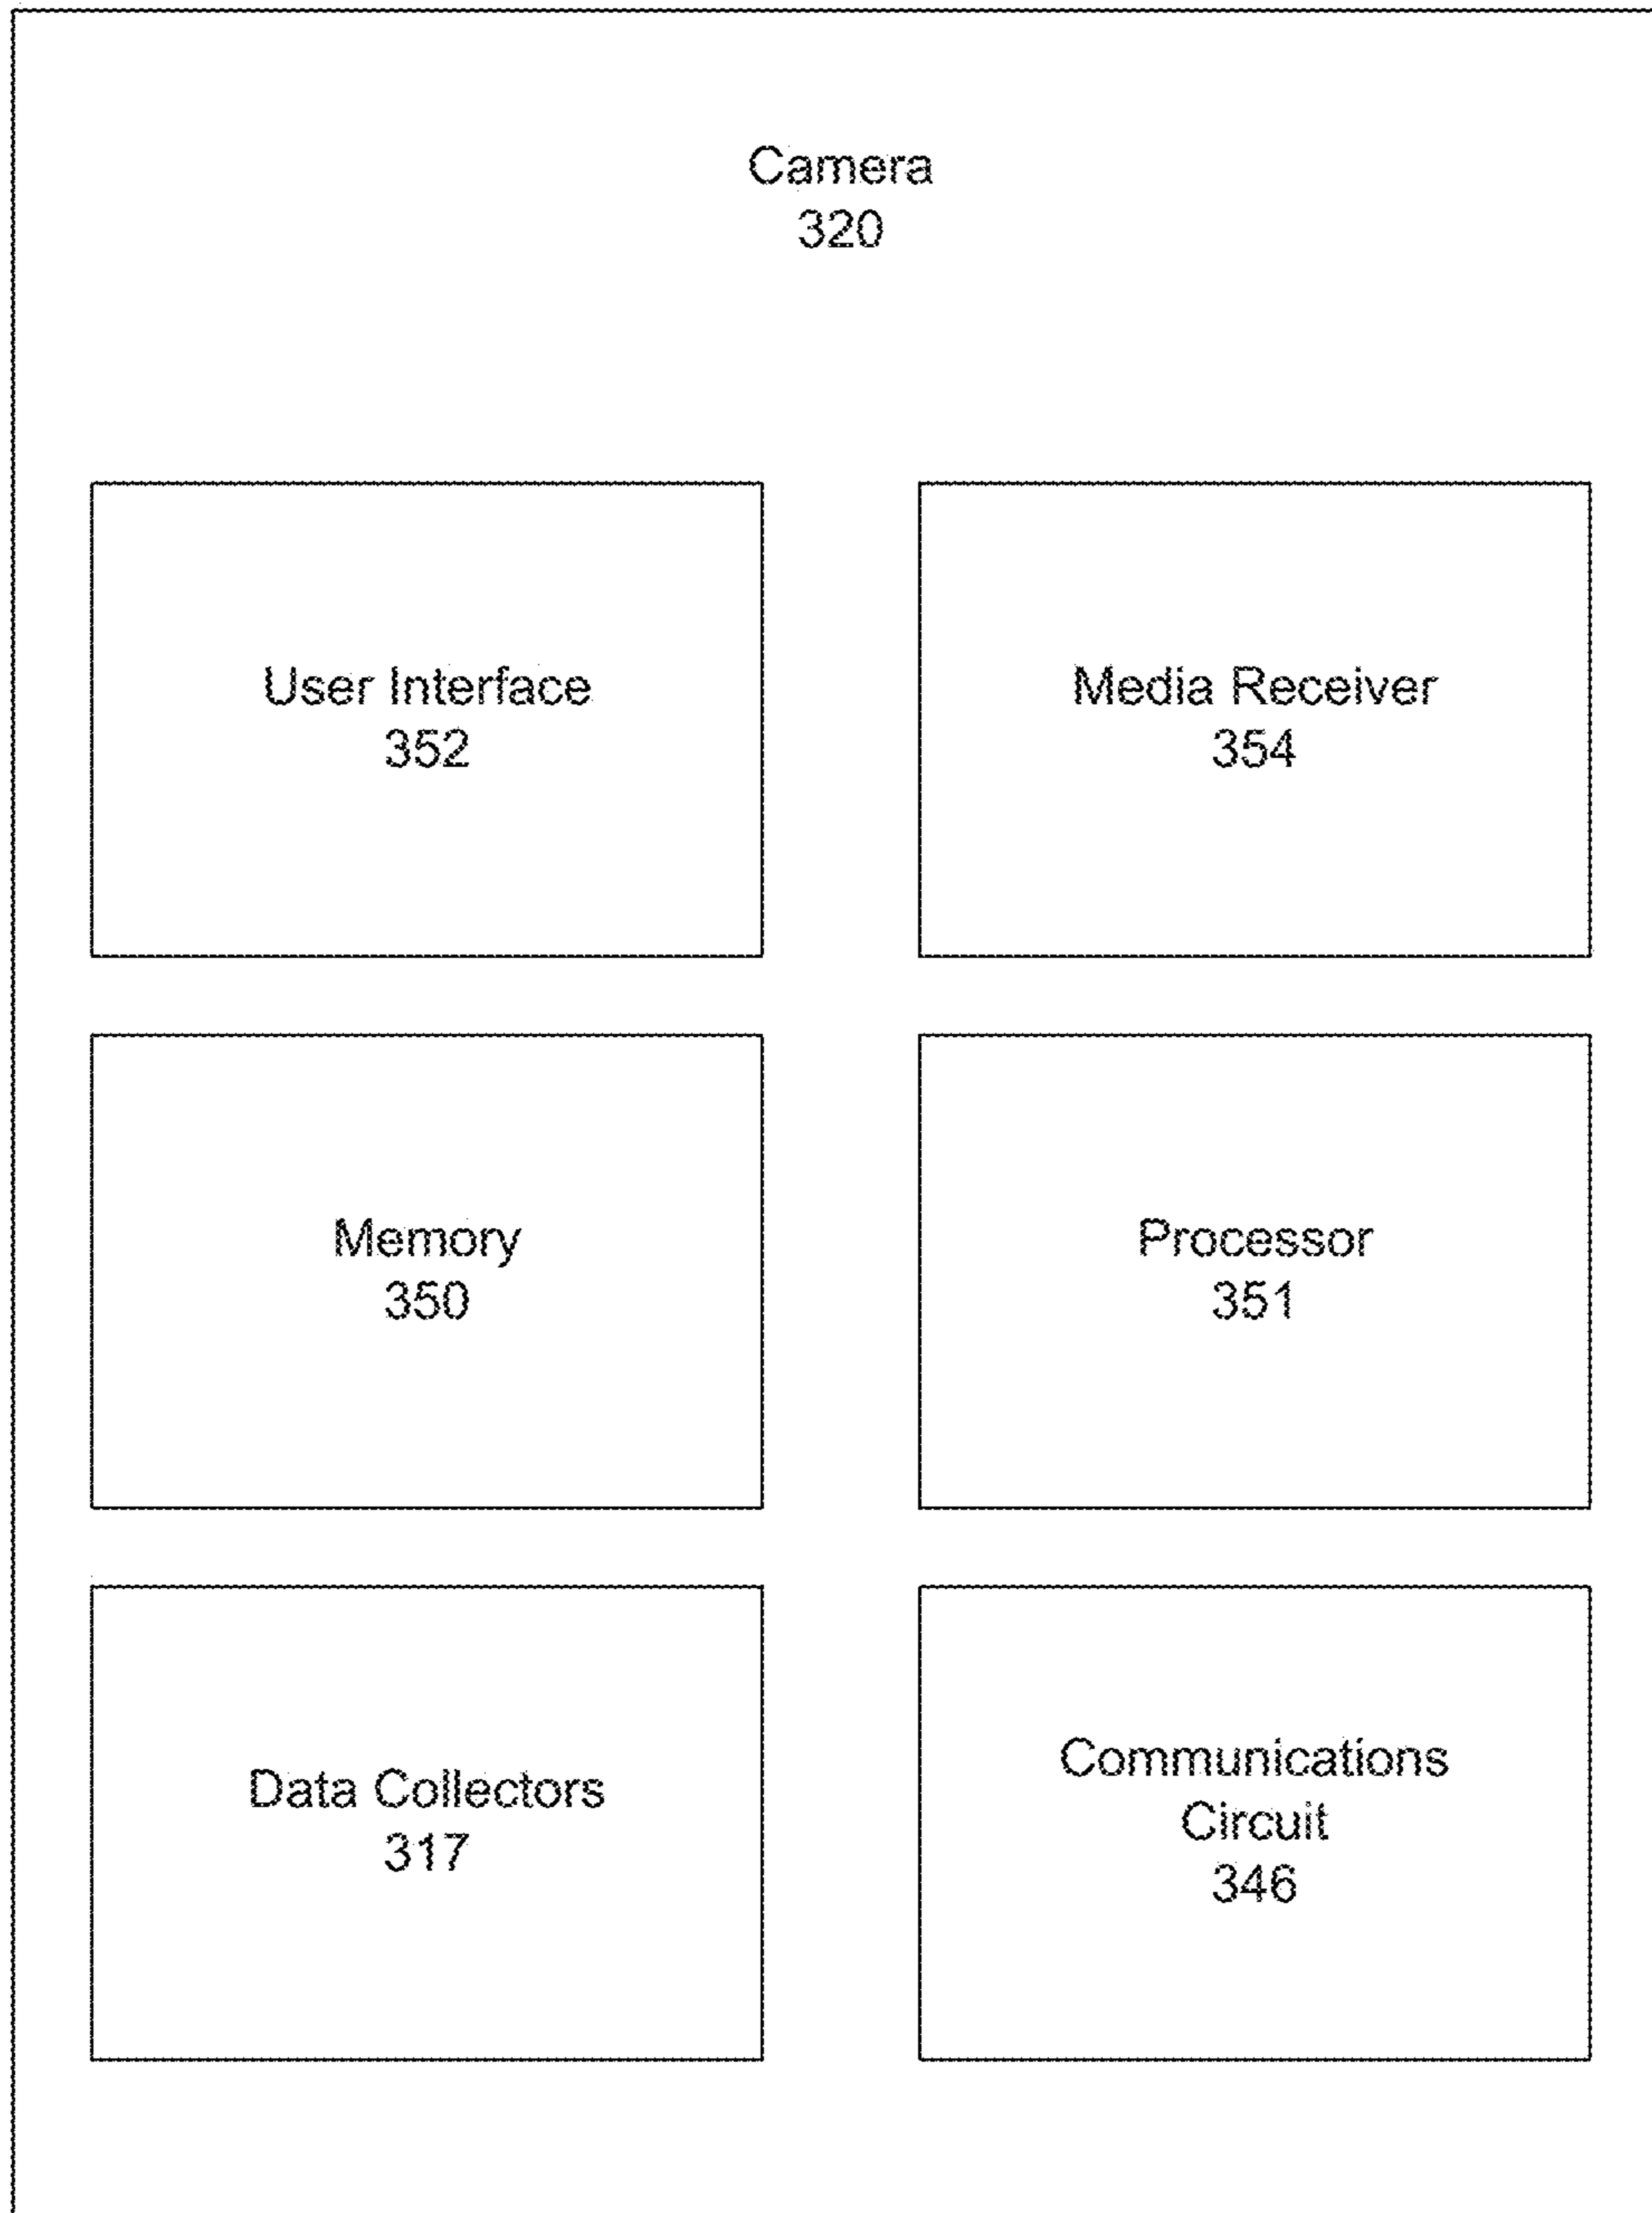 Camera
320
User Interface
352
Media Receiver
354
Memory
350
Processor
351
Data Collectors
317
Communications
Circuit
346